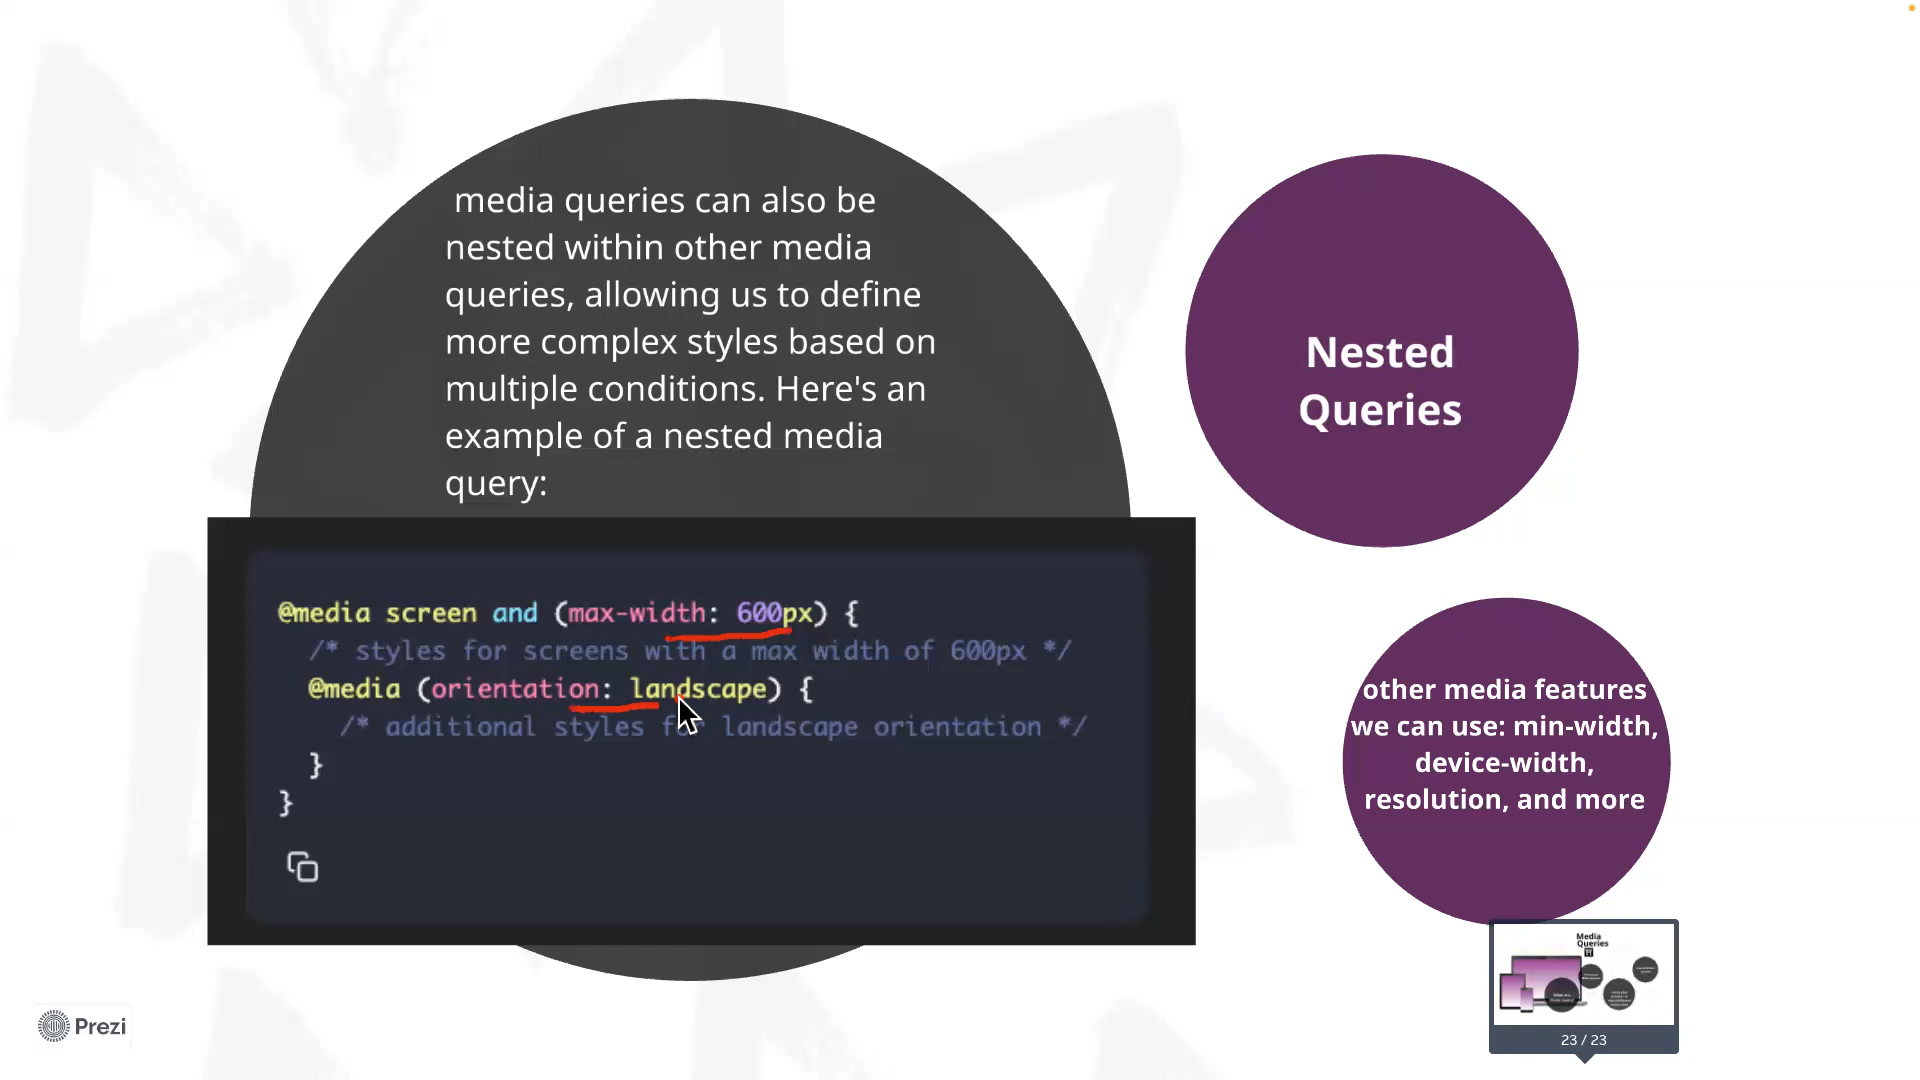 media queries can also be
nested within other media
queries, allowing us to define
more complex styles based on
multiple conditions. Here's an
example of a nested media
query:
@media screen and (max-width: 600px) {
/* styles for screens with a max width of 600px */
@media (orientation: landscape) {
/* additional styles for landscape orientation */
}
}
Nested
Queries
other media features
we can use: min-width,
device-width,
resolution, and more
Media
Queries
23 / 23
Prezi